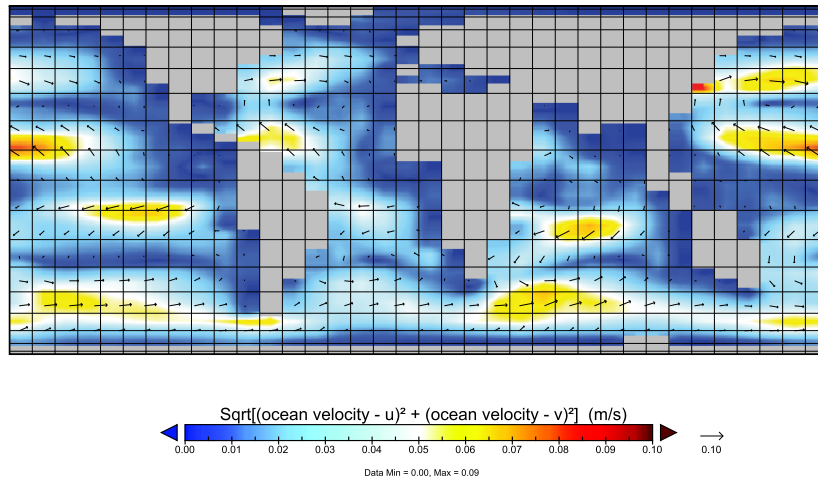 Sqrt[(ocean velocity - u)² + (ocean velocity - v)²]  (m/s)
0.00 0.01 0.02 0.03 0.04 0.05 0.06 0.07 0.08 0.09 0.10 0.10
Data Min = 0.00, Max = 0.09